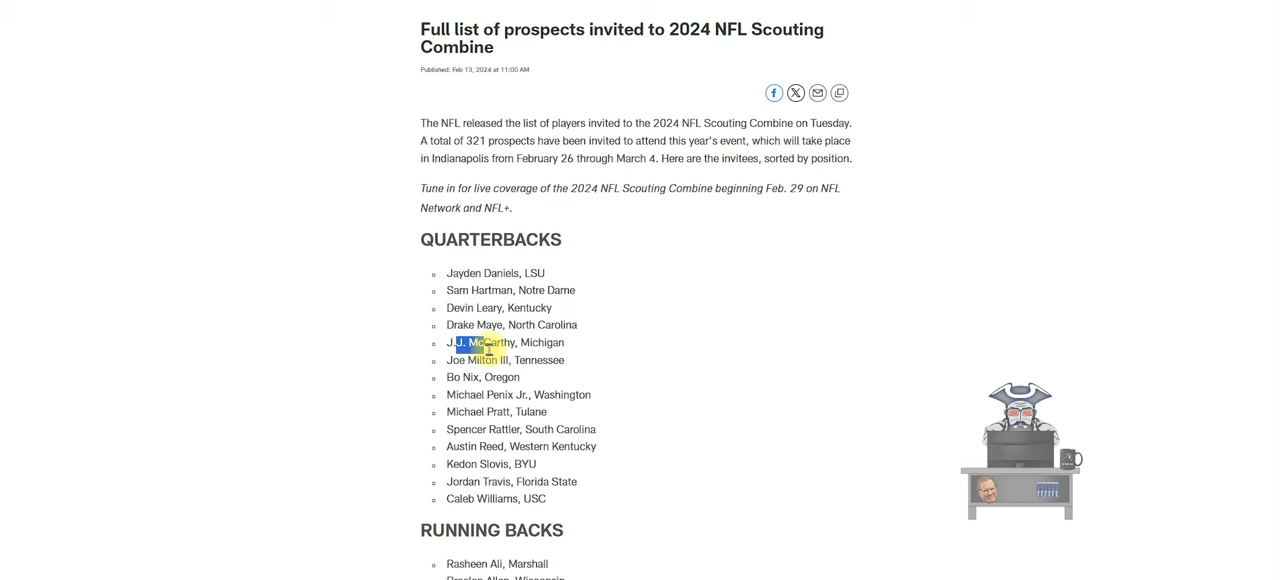 Full list of prospects invited to 2024 NFL Scouting
Combine
Published: Feb 13, 2024 at 11:00 AM
The NFL released the list of players invited to the 2024 NFL Scouting Combine on Tuesday.
A total of 321 prospects have been invited to attend this year's event, which will take place
in Indianapolis from February 26 through March 4. Here are the invitees, sorted by position.
Tune in for live coverage of the 2024 NFL Scouting Combine beginning Feb. 29 on NFL
Network and NFL+.
QUARTERBACKS
Jayden Daniels, LSU
Sam Hartman, Notre Dame
Devin Leary, Kentucky
Drake Maye, North Carolina
J.J. McCarthy, Michigan
Joe Milton III, Tennessee
Bo Nix, Oregon
Michael Penix Jr., Washington
Michael Pratt, Tulane
Spencer Rattler, South Carolina
Austin Reed, Western Kentucky
Kedon Slovis, BYU
Jordan Travis, Florida State
Caleb Williams, USC
RUNNING BACKS
Rasheen Ali, Marshall
Braelon Allen, Wisconsin